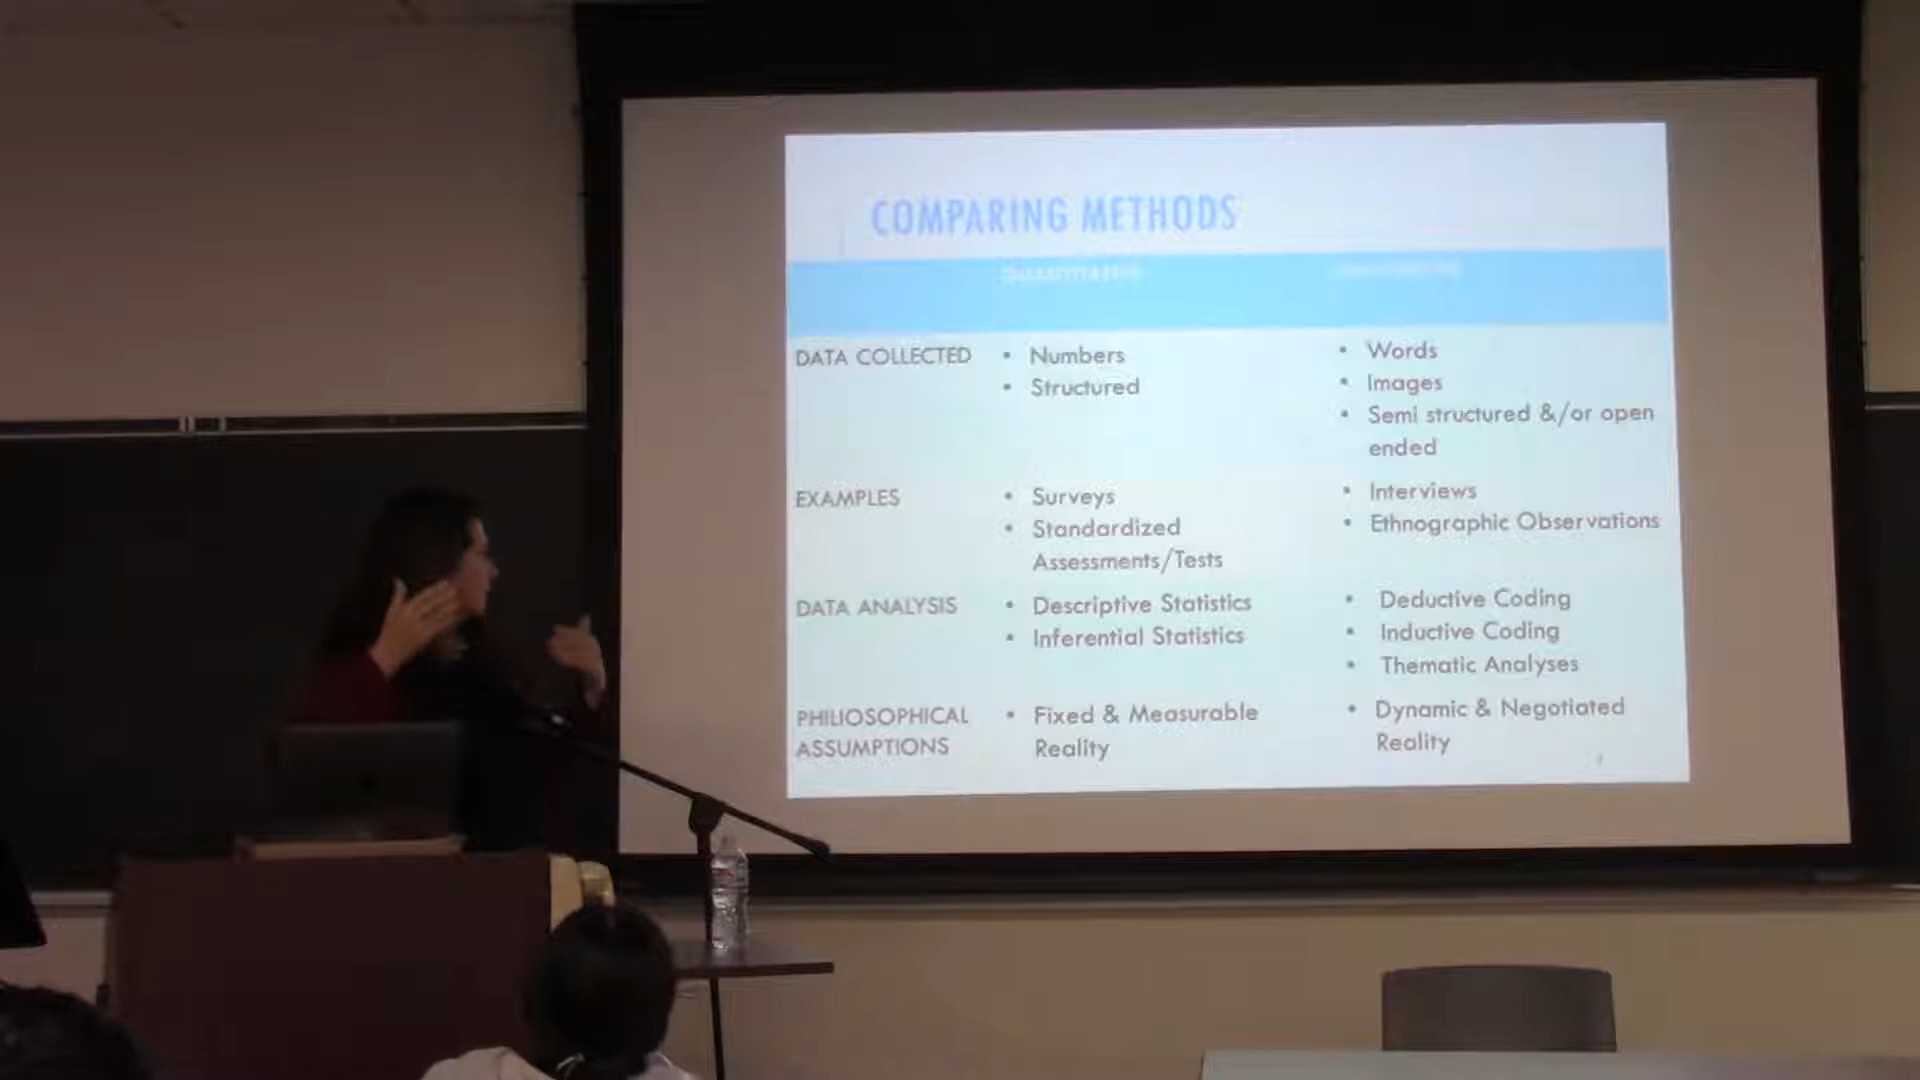 COMPARING METHODS
DATA COLLECTED
• Numbers
• Structured
• Words
• Images
• Semi structured &/or open
ended
EXAMPLES
• Surveys
• Standardized
Assessments/Tests
• Interviews
• Ethnographic Observations
DATA ANALYSIS
• Descriptive Statistics
• Inferential Statistics
• Deductive Coding
• Inductive Coding
• Thematic Analyses
PHILIOSOPHICAL
ASSUMPTIONS
• Fixed & Measurable
Reality
• Dynamic & Negotiated
Reality